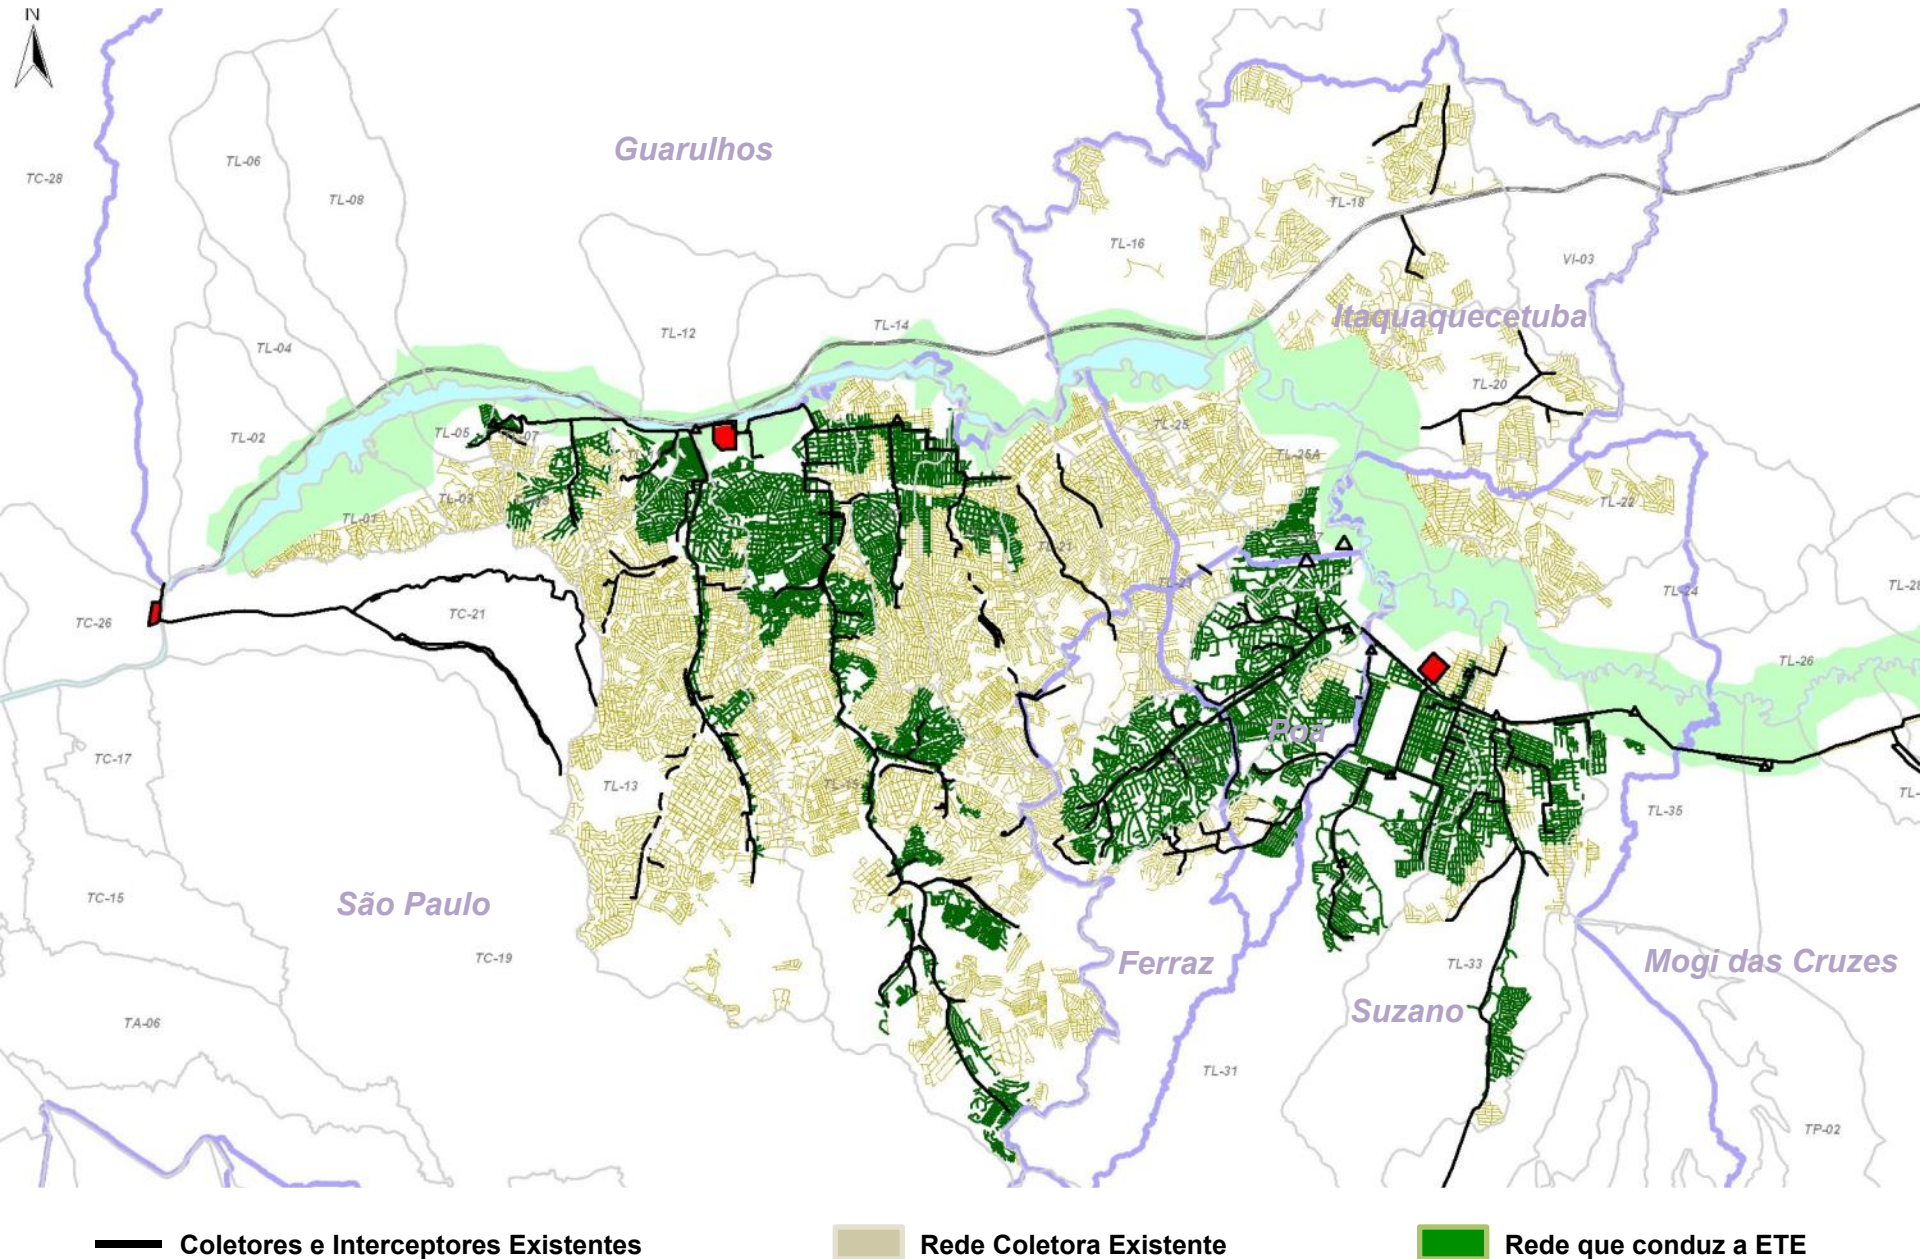 N
Guarulhos
TL-06
TC-28
TL-08
TL-18
TL-16
VI-03
Itaquaquecetuba
TL-14
TL-12
TL-04
TL-20
TL-25
TL-02
TL-05
TL-25A
TL-03
TL-22
TL-01
TL-21
TL-23
TL-24
TC-21
TC-26
TL-26
Poá
TC-17
TL-13
TL-35
São Paulo
TC-15
TC-19
Ferraz
TL-33
Mogi das Cruzes
Suzano
TA-06
TL-31
TP-02
Coletores e Interceptores Existentes
Rede Coletora Existente
Rede que conduz a ETE